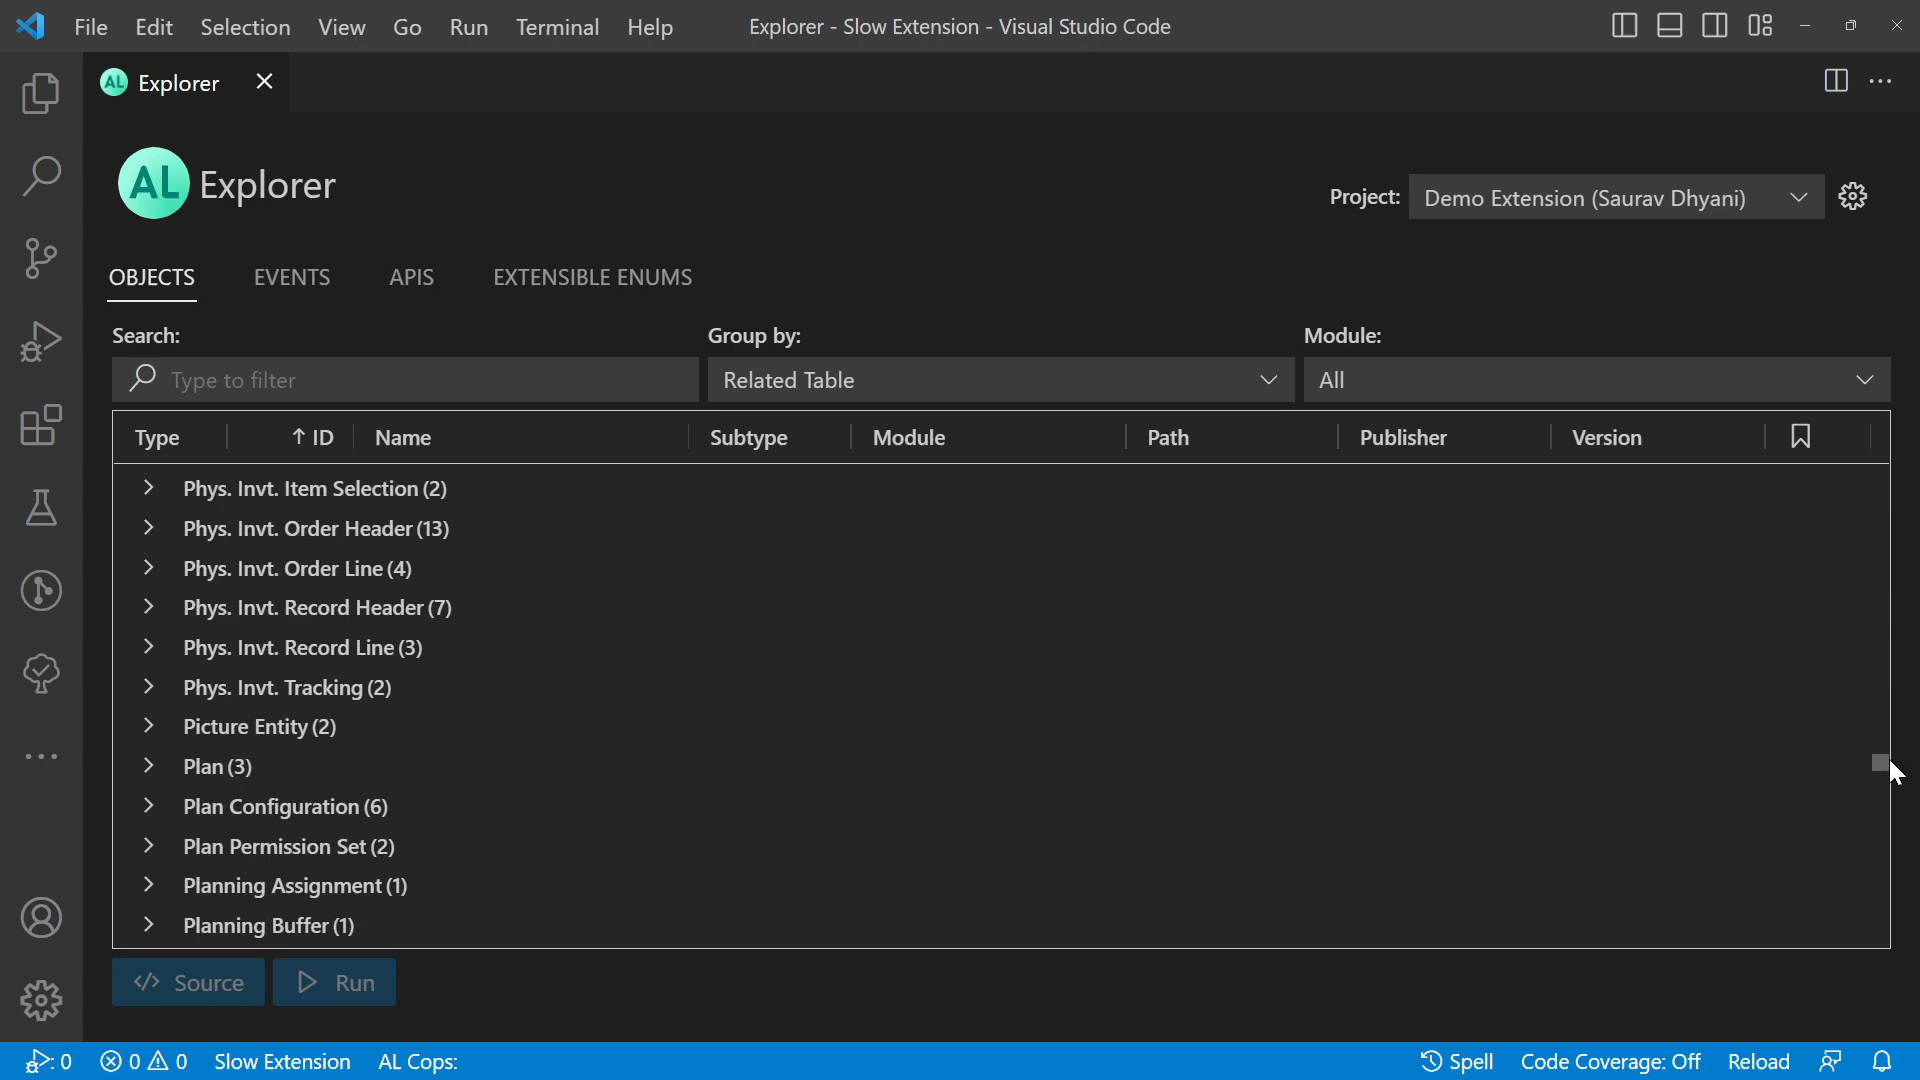 File Edit Selection View Go Run Terminal Help Explorer - Slow Extension - Visual Studio Code
AL Explorer
AL Explorer
Project: Demo Extension (Saurav Dhyani)
OBJECTS EVENTS APIS EXTENSIBLE ENUMS
Search: Group by: Module:
Type to filter Related Table All
Type ID Name Subtype Module Path Publisher Version
Phys. Invt. Item Selection (2)
Phys. Invt. Order Header (13)
Phys. Invt. Order Line (4)
Phys. Invt. Record Header (7)
Phys. Invt. Record Line (3)
Phys. Invt. Tracking (2)
Picture Entity (2)
Plan (3)
Plan Configuration (6)
Plan Permission Set (2)
Planning Assignment (1)
Planning Buffer (1)
Source Run
: 0 0 0 Slow Extension AL Cops: Spell Code Coverage: Off Reload